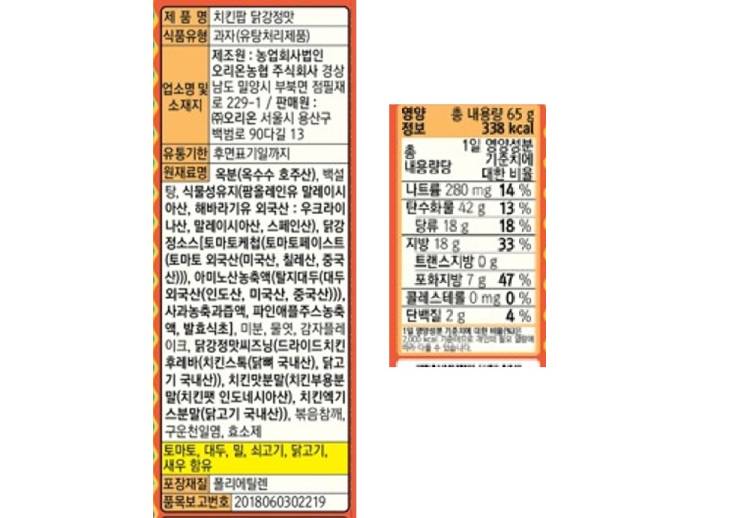 제 품 명 치킨팝 닭강정맛
식품유형 과자(유탕처리제품)
업소명 및 소재지
제조원 : 농업회사법인
오리온농협 주식회사 경상
남도 밀양시 부북면 점필재
로 229-1 / 판매원 :
㈜오리온 서울시 용산구
백범로 90다길 13
유통기한 후면표기일까지
원재료명 옥분(옥수수 호주산), 백설
탕, 식물성유지(팜올레인유 말레이시
아산, 해바라기유 외국산 : 우크라이
나산, 말레이시아산, 스페인산), 닭강
정소스[토마토케첩(토마토페이스트
(토마토 외국산(미국산, 칠레산, 중국
산))), 아미노산농축액(탈지대두(대두
외국산(인도산, 미국산, 중국산))),
사과농축과즙액, 파인애플주스농축
액, 발효식초], 미분, 물엿, 감자플레
이크, 닭강정맛씨즈닝(드라이드치킨
후레바(치킨스톡(닭뼈 국내산), 닭고
기 국내산)), 치킨맛분말(치킨부용분
말(치킨팻 인도네시아산), 치킨엑기
스분말(닭고기 국내산)), 볶음참깨,
구운천일염, 효소제
토마토, 대두, 밀, 쇠고기, 닭고기,
새우 함유
포장재질 폴리에틸렌
품목보고번호 2018060302219
영양정보
총 내용량 65 g
338 kcal
총 내용량당
1일 영양성분
기준치에
대한 비율
나트륨 280 mg 14 %
탄수화물 42 g 13 %
당류 18 g 18 %
지방 18 g 33 %
트랜스지방 0 g
포화지방 7 g 47 %
콜레스테롤 0 mg 0 %
단백질 2 g 4 %
1일 영양성분 기준치에 대한 비율(%)은
2,000 kcal 기준이므로 개인의 필요 열량에
따라 다를 수 있습니다.